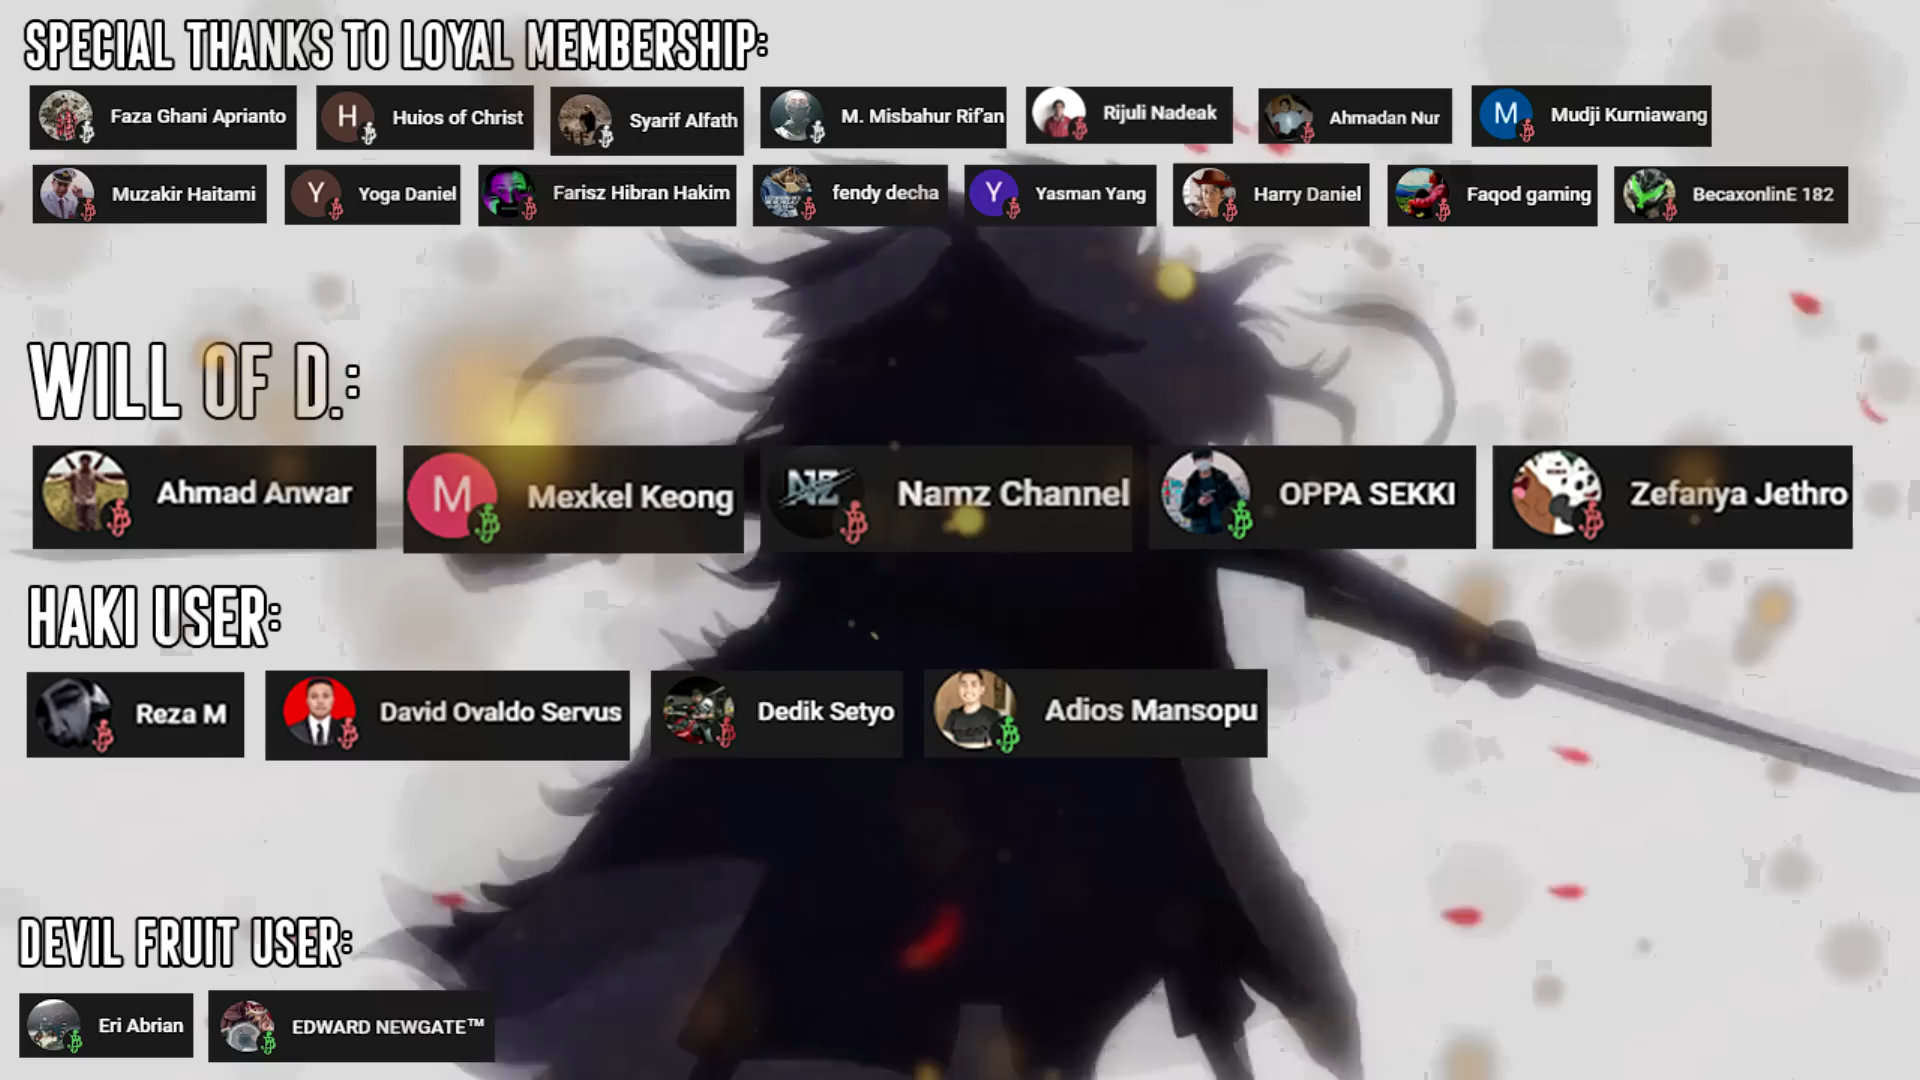 SPECIAL THANKS TO LOYAL MEMBERSHIP:
Faza Ghani Aprianto H Huios of Christ Syarif Alfath M. Misbahur Rif'an Rijuli Nadeak Ahmadan Nur M Mudji Kurniawang
Muzakir Haitami Y Yoga Daniel Farisz Hibran Hakim fendy decha Y Yasman Yang Harry Daniel Faqod gaming BecaxonlinE 182
WILL OF D.:
Ahmad Anwar M Mexkel Keong NZ Namz Channel OPPA SEKKI Zefanya Jethro
HAKI USER:
Reza M David Ovaldo Servus Dedik Setyo Adios Mansopu
DEVIL FRUIT USER:
Eri Abrian EDWARD NEWGATE™